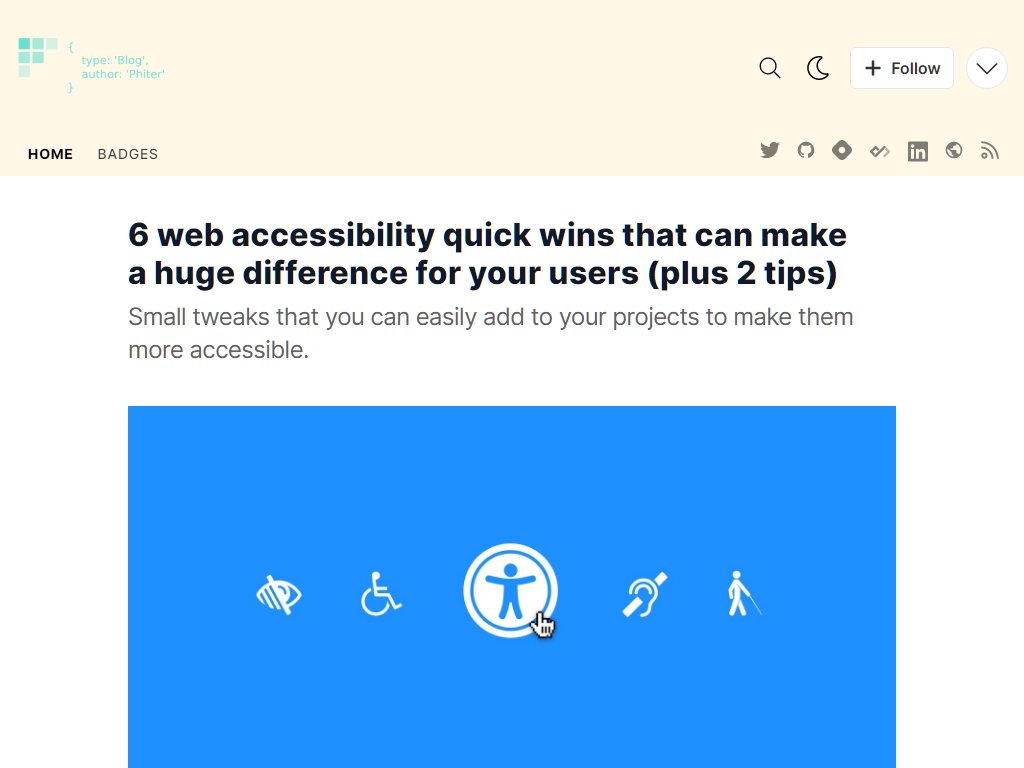 {
type: 'Blog',
author: 'Phiter'
}
Follow
HOME
BADGES
in
6 web accessibility quick wins that can make
a huge difference for your users (plus 2 tips)
Small tweaks that you can easily add to your projects to make them
more accessible.